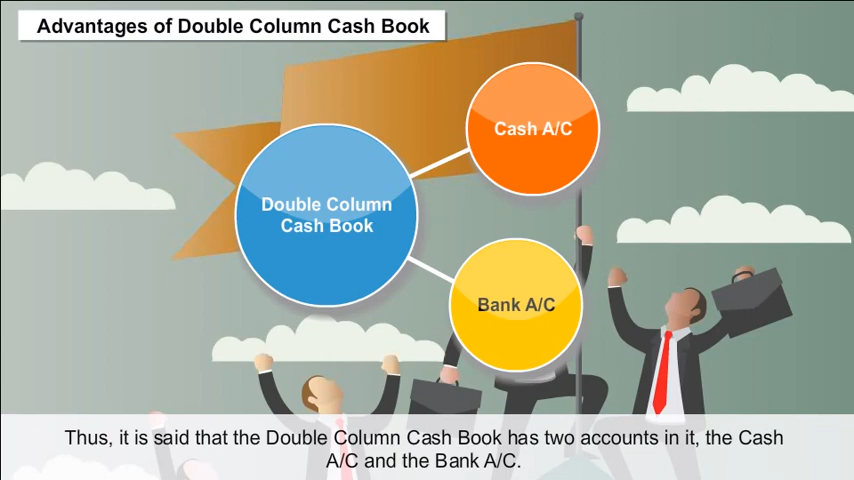 Advantages of Double Column Cash Book
Cash A/C
Double Column
Cash Book
Bank A/C
Thus, it is said that the Double Column Cash Book has two accounts in it, the Cash
A/C and the Bank A/C.